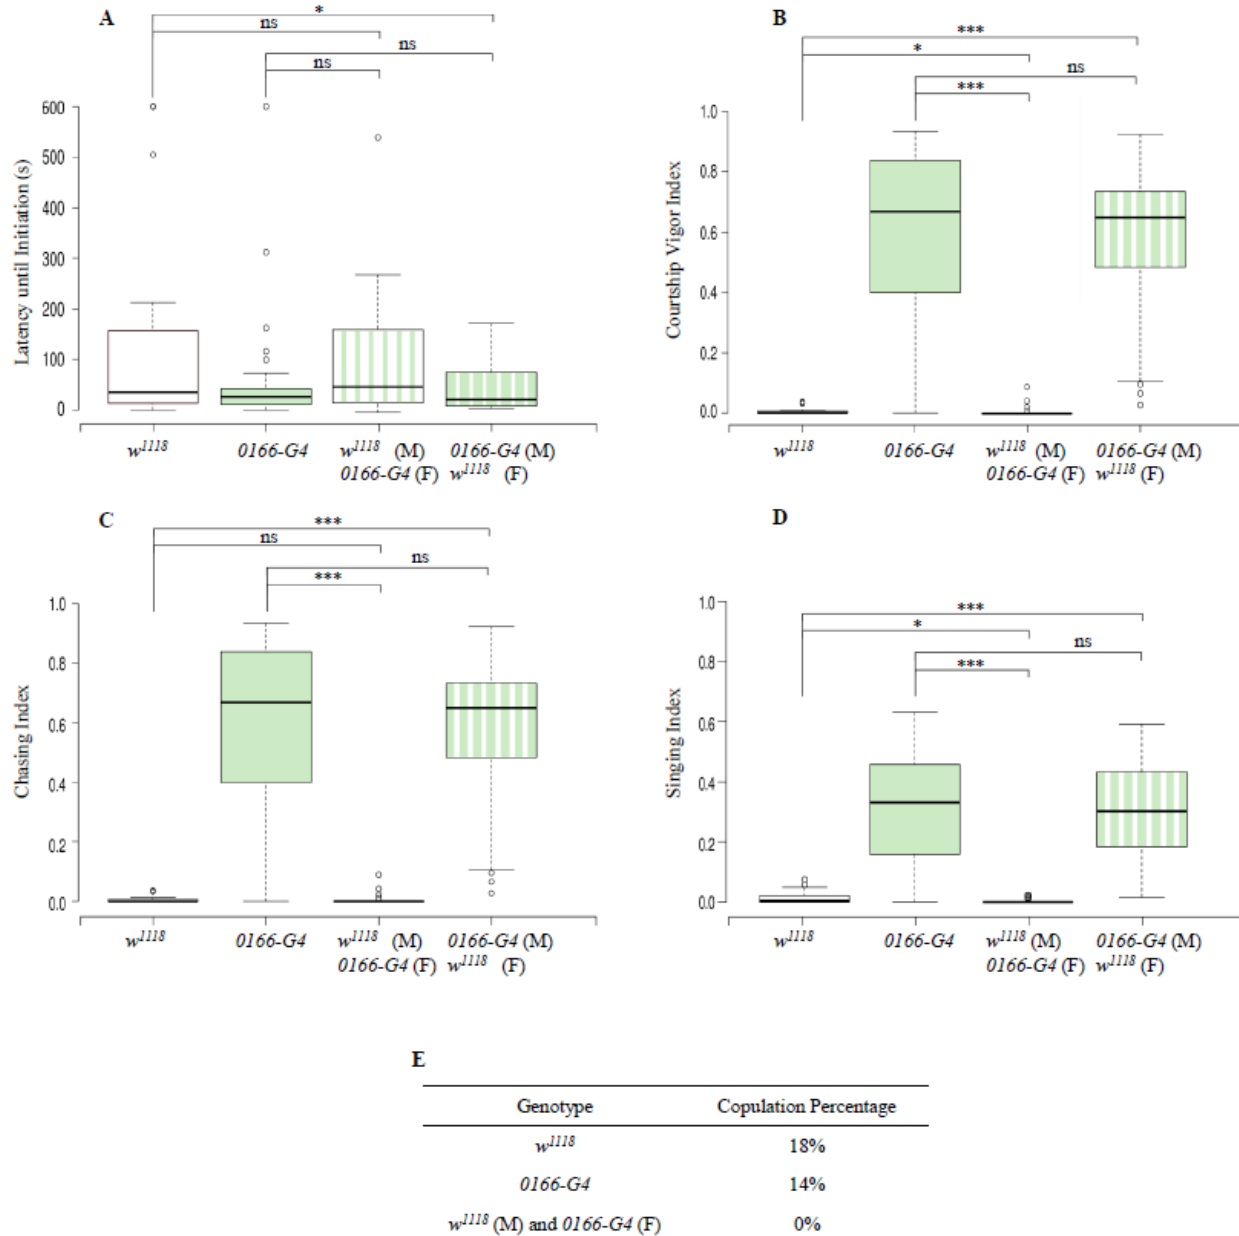 A
*
ns
ns
ns
Latency until Initiation (s)
600
500
400
300
200
100
0
w1118
0166-G4
w1118 (M)
0166-G4 (F)
0166-G4 (M)
w1118 (F)
B
***
*
ns
***
Courtship Vigor Index
1.0
0.8
0.6
0.4
0.2
0.0
w1118
0166-G4
w1118 (M)
0166-G4 (F)
0166-G4 (M)
w1118 (F)
C
***
ns
ns
***
Chasing Index
1.0
0.8
0.6
0.4
0.2
0.0
w1118
0166-G4
w1118 (M)
0166-G4 (F)
0166-G4 (M)
w1118 (F)
D
***
*
ns
***
Singing Index
1.0
0.8
0.6
0.4
0.2
0.0
w1118
0166-G4
w1118 (M)
0166-G4 (F)
0166-G4 (M)
w1118 (F)
E
Genotype Copulation Percentage
w1118 18%
0166-G4 14%
w1118 (M) and 0166-G4 (F) 0%